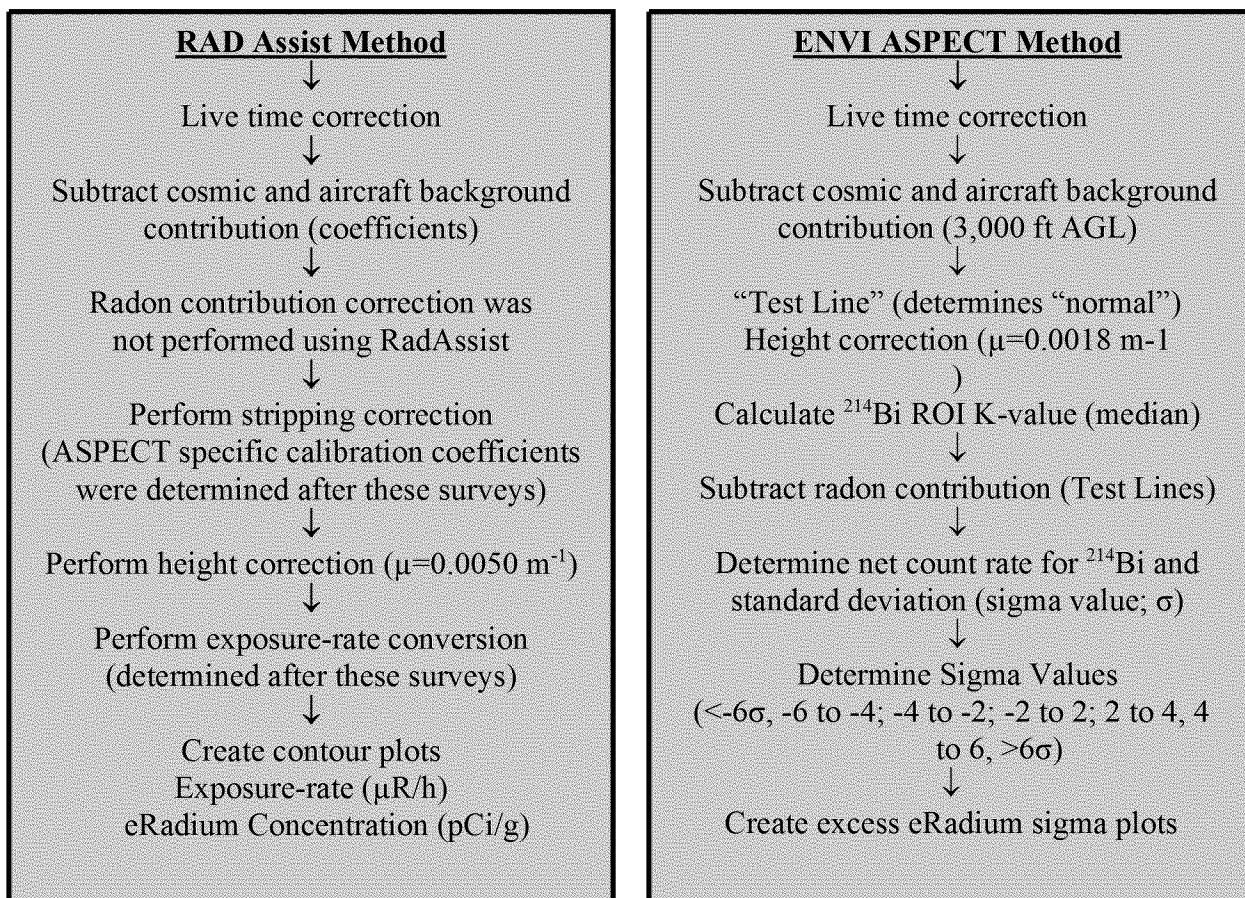 RAD Assist Method
↓
Live time correction
↓
Subtract cosmic and aircraft background
contribution (coefficients)
↓
Radon contribution correction was
not performed using RadAssist
↓
Perform stripping correction
(ASPECT specific calibration coefficients
were determined after these surveys)
↓
Perform height correction (µ=0.0050 m⁻¹)
↓
Perform exposure-rate conversion
(determined after these surveys)
↓
Create contour plots
Exposure-rate (µR/h)
eRadium Concentration (pCi/g)
ENVI ASPECT Method
↓
Live time correction
↓
Subtract cosmic and aircraft background
contribution (3,000 ft AGL)
↓
“Test Line” (determines “normal”)
Height correction (µ=0.0018 m-1
)
Calculate ²¹⁴Bi ROI K-value (median)
↓
Subtract radon contribution (Test Lines)
↓
Determine net count rate for ²¹⁴Bi and
standard deviation (sigma value; σ)
↓
Determine Sigma Values
(<-6σ, -6 to -4; -4 to -2; -2 to 2; 2 to 4, 4
to 6, >6σ)
↓
Create excess eRadium sigma plots